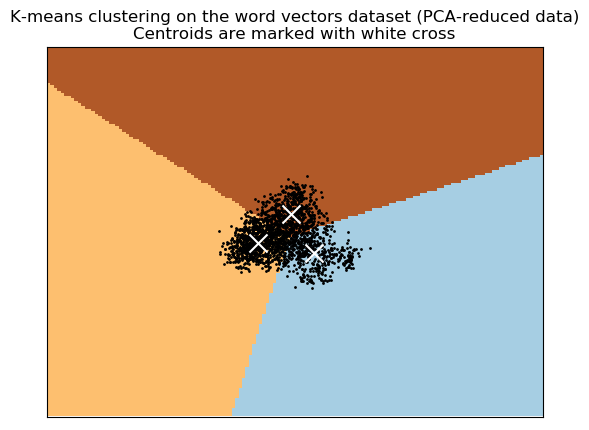 K-means clustering on the word vectors dataset (PCA-reduced data)
Centroids are marked with white cross